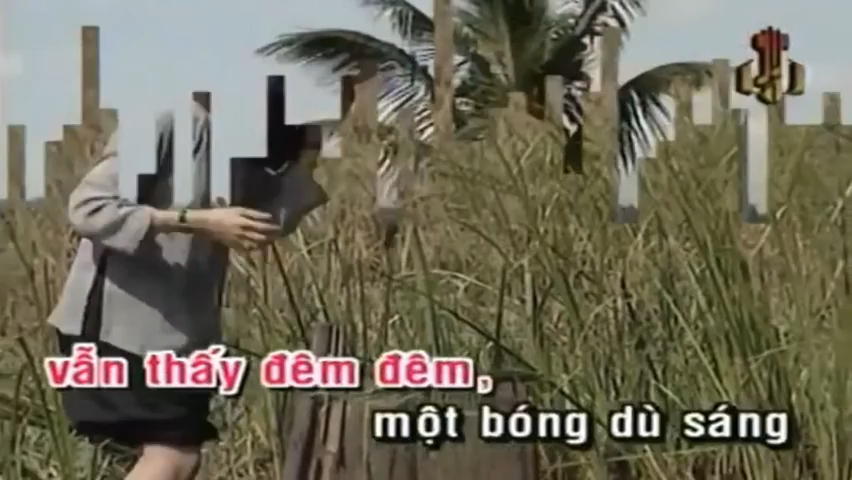 vẫn thấy đêm đêm,
một bóng dù sáng